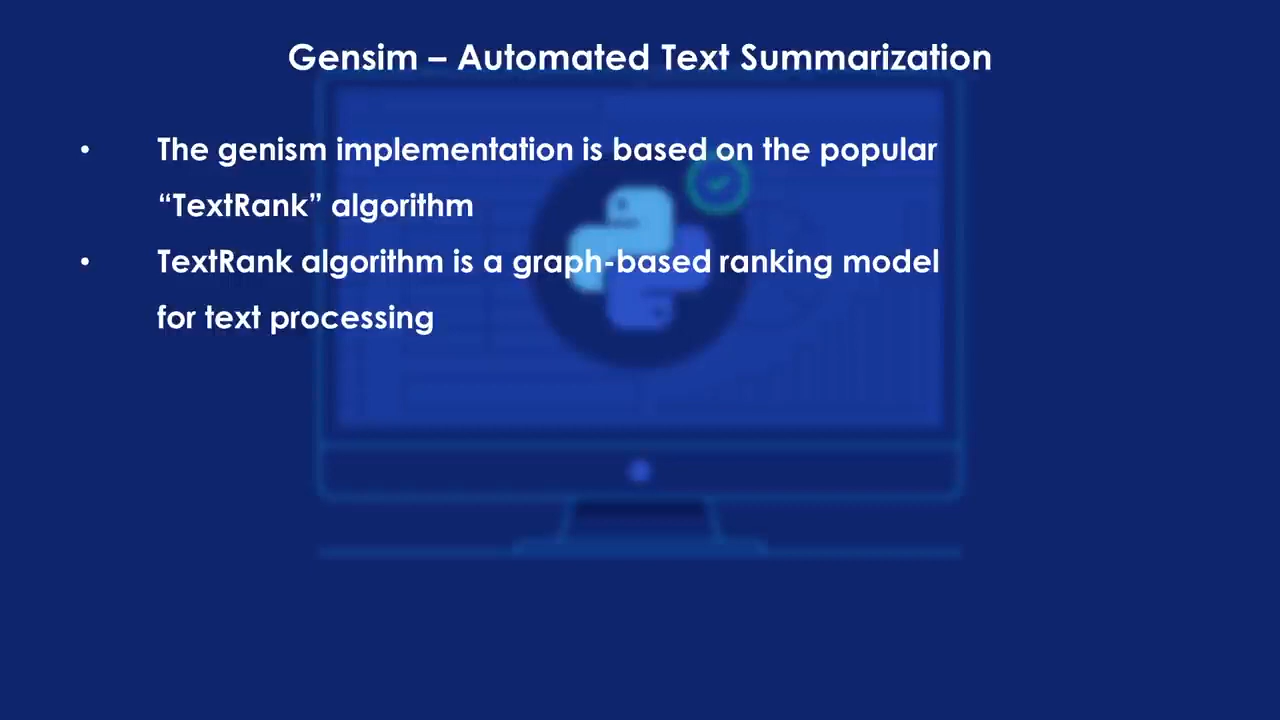 Gensim – Automated Text Summarization
• The genism implementation is based on the popular
“TextRank” algorithm
• TextRank algorithm is a graph-based ranking model
for text processing